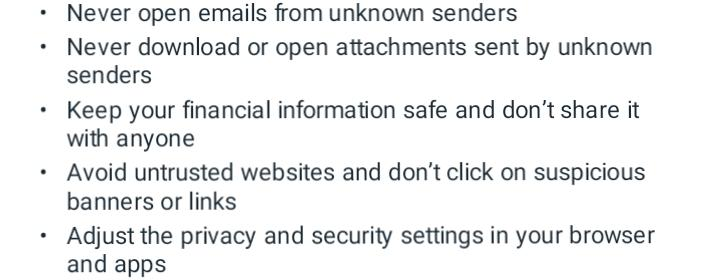 • Never open emails from unknown senders
• Never download or open attachments sent by unknown
senders
• Keep your financial information safe and don't share it
with anyone
• Avoid untrusted websites and don't click on suspicious
banners or links
• Adjust the privacy and security settings in your browser
and apps